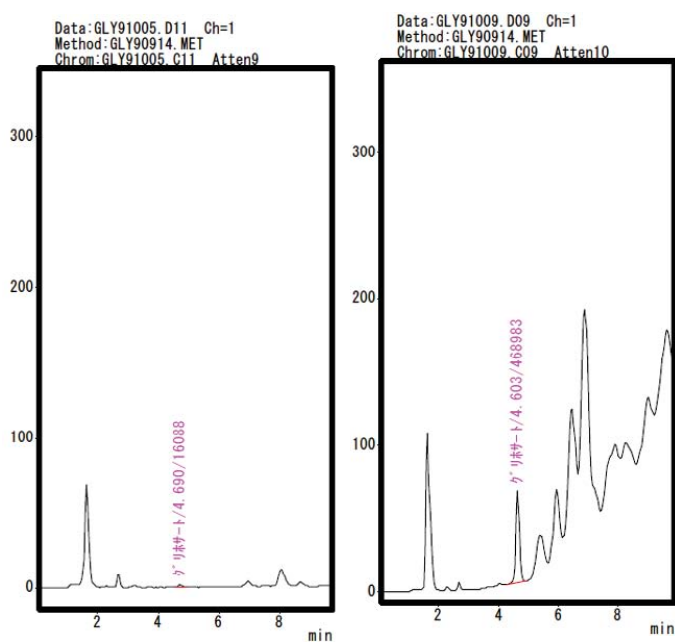 Data:GLY91005.D11 Ch=1
Method:GLY90914.MET
Chrom:GLY91005.C11 Atten9
300
200
100
0
ｸﾞﾘﾎｻｰﾄ/4.690/16088
2 4 6 8
min
Data:GLY91009.D09 Ch=1
Method:GLY90914.MET
Chrom:GLY91009.C09 Atten10
300
200
100
0
ｸﾞﾘﾎｻｰﾄ/4.603/468983
2 4 6 8
min